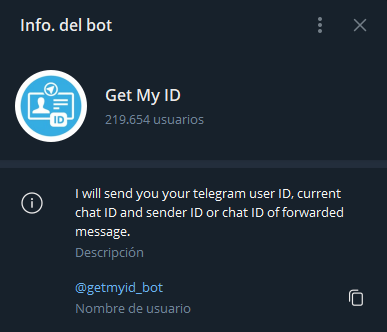 Info. del bot
ID
Get My ID
219.654 usuarios
I will send you your telegram user ID, current
chat ID and sender ID or chat ID of forwarded
message.
Descripción
@getmyid_bot
Nombre de usuario